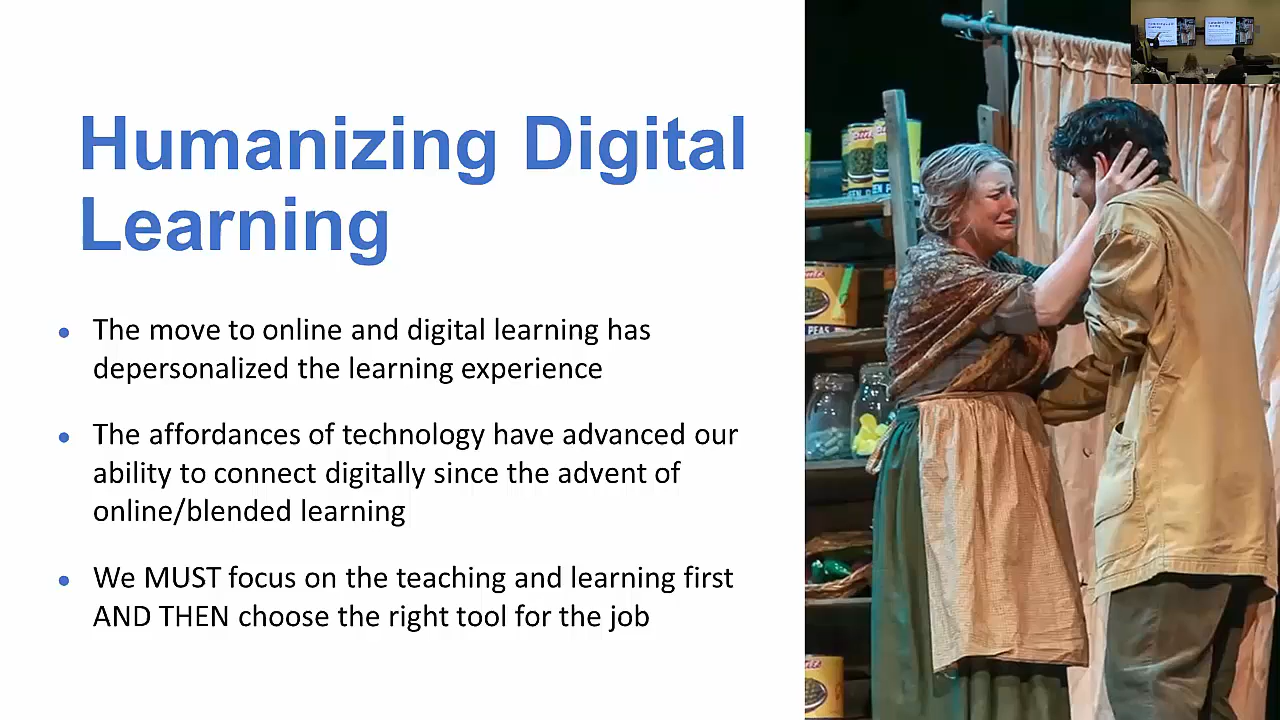 Humanizing Digital
Learning
The move to online and digital learning has
depersonalized the learning experience
The affordances of technology have advanced our
ability to connect digitally since the advent of
online/blended learning
We MUST focus on the teaching and learning first
AND THEN choose the right tool for the job
PEAS